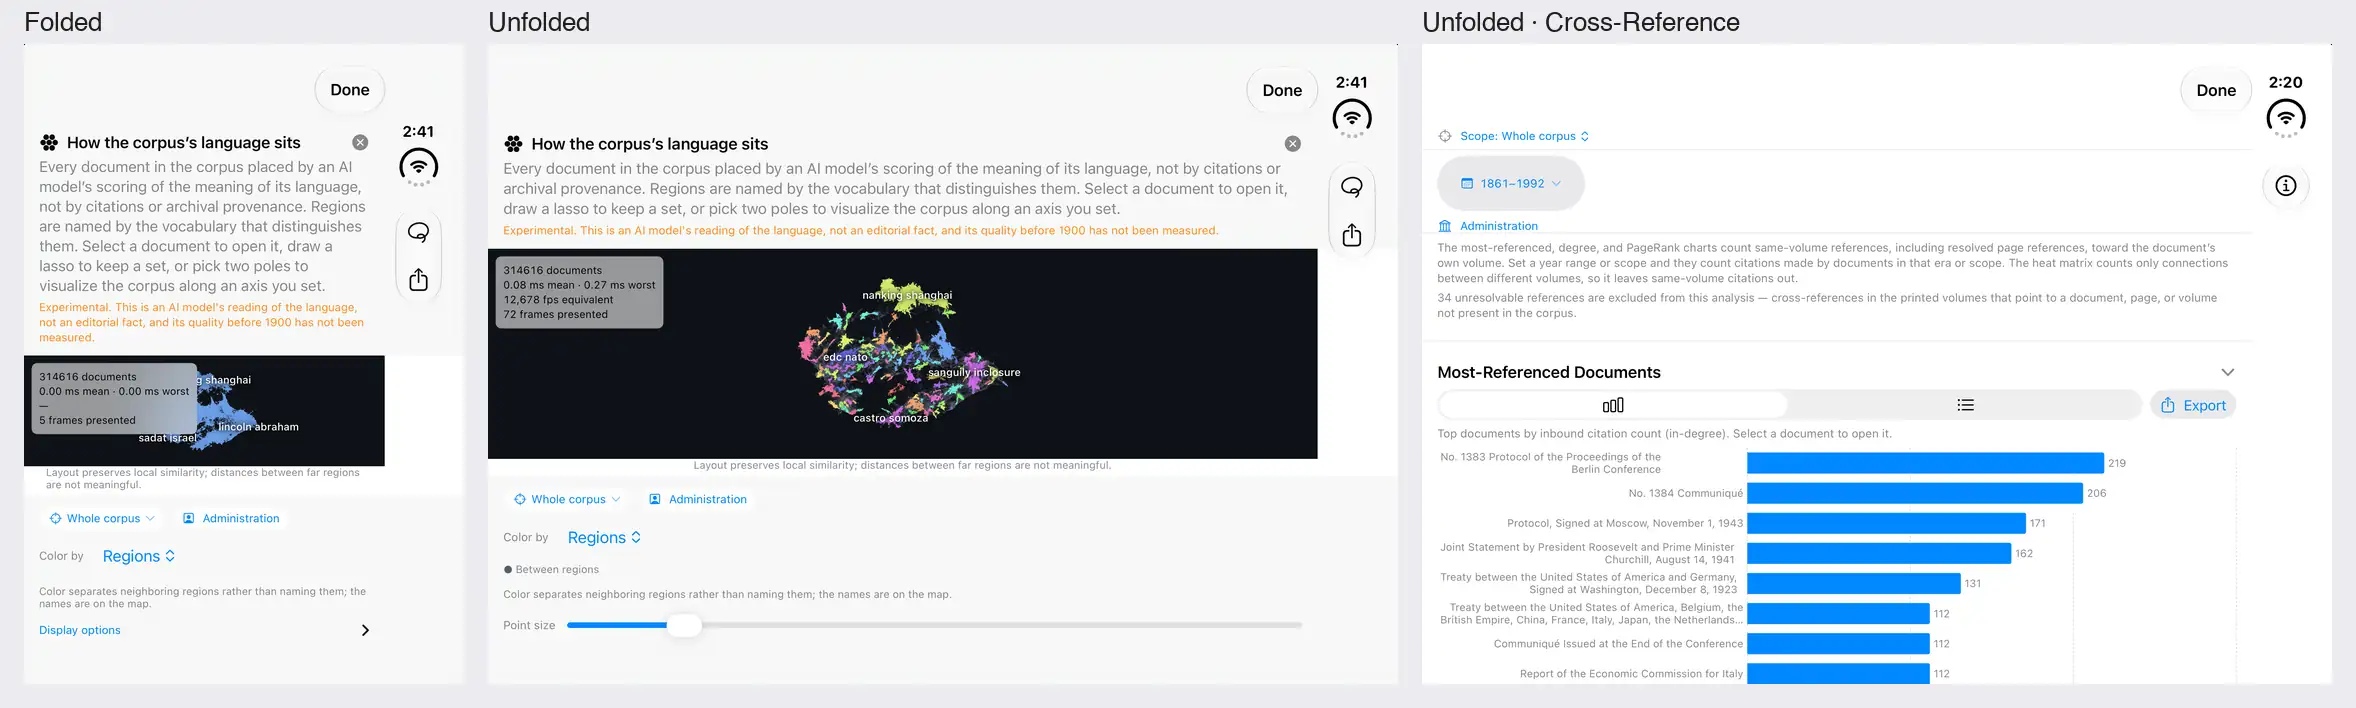 Folded
Done
2:41
How the corpus's language sits
Every document in the corpus placed by an AI
model's scoring of the meaning of its language,
not by citations or archival provenance. Regions
are named by the vocabulary that distinguishes
them. Select a document to open it, draw a
lasso to keep a set, or pick two poles to
visualize the corpus along an axis you set.
Experimental. This is an AI model's reading of the language,
not an editorial fact, and its quality before 1900 has not been
measured.
314616 documents
0.00 ms mean · 0.00 ms worst
—
5 frames presented
g shanghai
lincoln abraham
sadat israel
Layout preserves local similarity; distances between far regions
are not meaningful.
Whole corpus
Administration
Color by
Regions
Color separates neighboring regions rather than naming them; the
names are on the map.
Display options
Unfolded
Done
2:41
How the corpus's language sits
Every document in the corpus placed by an AI model's scoring of the meaning of its language, not by citations or
archival provenance. Regions are named by the vocabulary that distinguishes them. Select a document to open it,
draw a lasso to keep a set, or pick two poles to visualize the corpus along an axis you set.
Experimental. This is an AI model's reading of the language, not an editorial fact, and its quality before 1900 has not been measured.
314616 documents
0.08 ms mean · 0.27 ms worst
12,678 fps equivalent
72 frames presented
nanking shanghai
edc nato
sanguily inclosure
castro somoza
Layout preserves local similarity; distances between far regions are not meaningful.
Whole corpus
Administration
Color by
Regions
Between regions
Color separates neighboring regions rather than naming them; the names are on the map.
Point size
Unfolded · Cross-Reference
Done
2:20
Scope: Whole corpus
1861–1992
Administration
The most-referenced, degree, and PageRank charts count same-volume references, including resolved page references, toward the document's
own volume. Set a year range or scope and they count citations made by documents in that era or scope. The heat matrix counts only connections
between different volumes, so it leaves same-volume citations out.
34 unresolvable references are excluded from this analysis — cross-references in the printed volumes that point to a document, page, or volume
not present in the corpus.
Most-Referenced Documents
Export
Top documents by inbound citation count (in-degree). Select a document to open it.
No. 1383 Protocol of the Proceedings of the
Berlin Conference
219
No. 1384 Communiqué
206
Protocol, Signed at Moscow, November 1, 1943
171
Joint Statement by President Roosevelt and Prime Minister
Churchill, August 14, 1941
162
Treaty between the United States of America and Germany,
Signed at Washington, December 8, 1923
131
Treaty between the United States of America, Belgium, the
British Empire, China, France, Italy, Japan, the Netherlands...
112
Communiqué Issued at the End of the Conference
112
Report of the Economic Commission for Italy
112